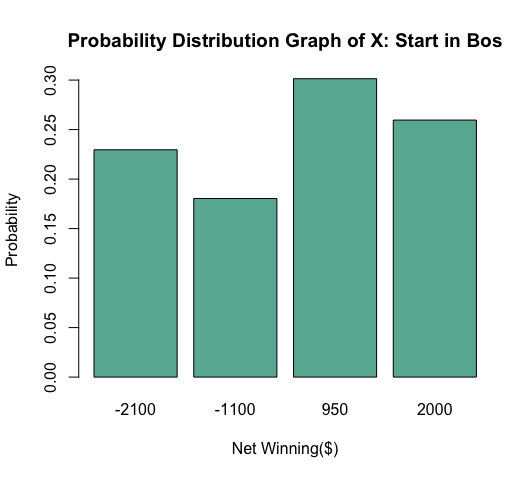 Probability Distribution Graph of X: Start in Bos
0.30
0.25
0.20
0.15
0.10
0.05
0.00
Probability
-2100 -1100 950 2000
Net Winning($)